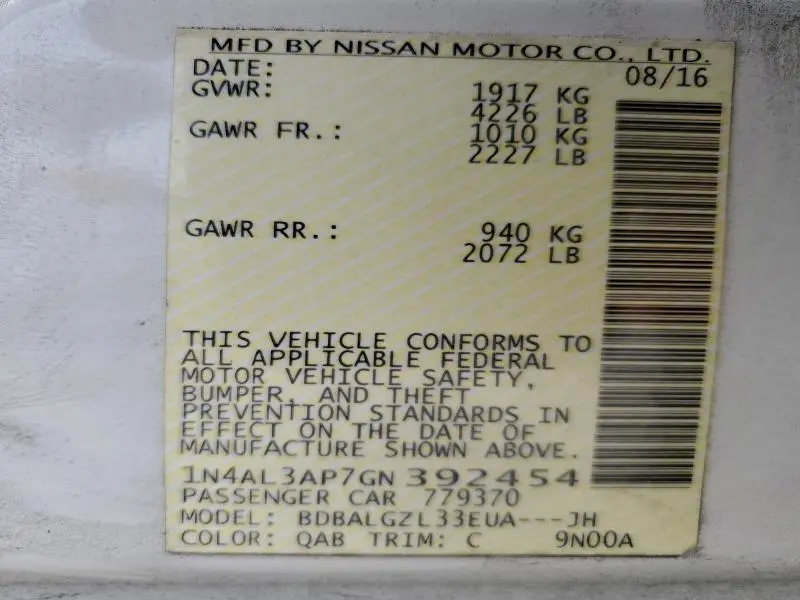 MFD BY NISSAN MOTOR CO., LTD.
DATE: 08/16
GVWR: 1917 KG
4226 LB
GAWR FR.: 1010 KG
2227 LB
GAWR RR.: 940 KG
2072 LB
THIS VEHICLE CONFORMS TO
ALL APPLICABLE FEDERAL
MOTOR VEHICLE SAFETY,
BUMPER, AND THEFT
PREVENTION STANDARDS IN
EFFECT ON THE DATE OF
MANUFACTURE SHOWN ABOVE.
1N4AL3AP7GN392454
PASSENGER CAR 779370
MODEL: BDBALGZL33EUA---JH
COLOR: QAB TRIM: C 9N00A